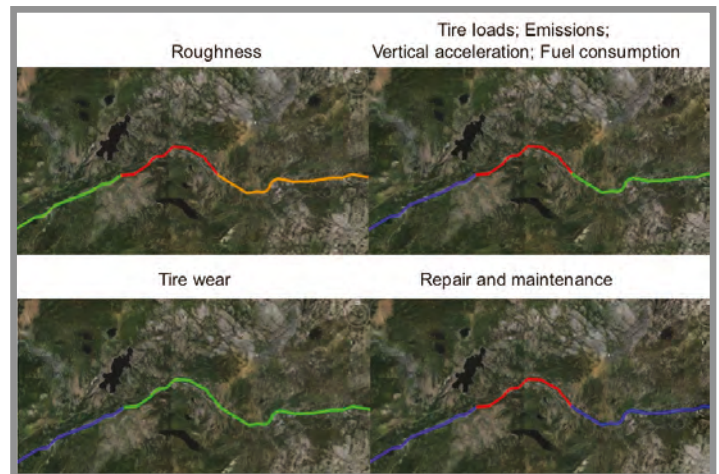 Roughness
Tire loads; Emissions;
Vertical acceleration; Fuel consumption
Tire wear
Repair and maintenance